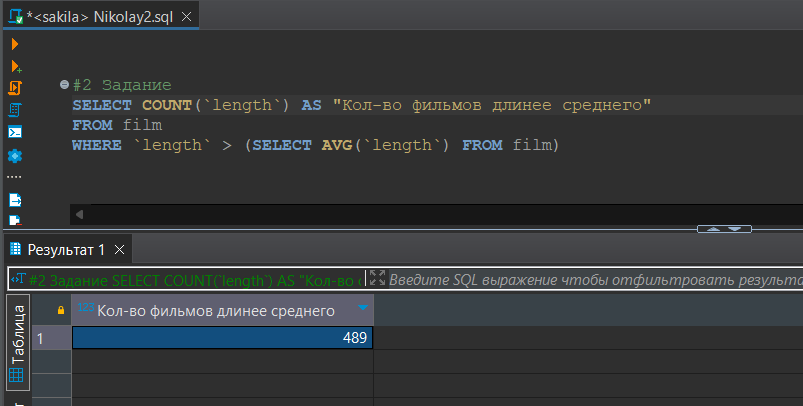 *<sakila> Nikolay2.sql
#2 Задание
SELECT COUNT(`length`) AS "Кол-во фильмов длинее среднего"
FROM film
WHERE `length` > (SELECT AVG(`length`) FROM film)
Результат 1
#2 Задание SELECT COUNT(`length`) AS "Кол-во
Введите SQL выражение чтобы отфильтровать результа
Таблица
123 Кол-во фильмов длинее среднего
1
489